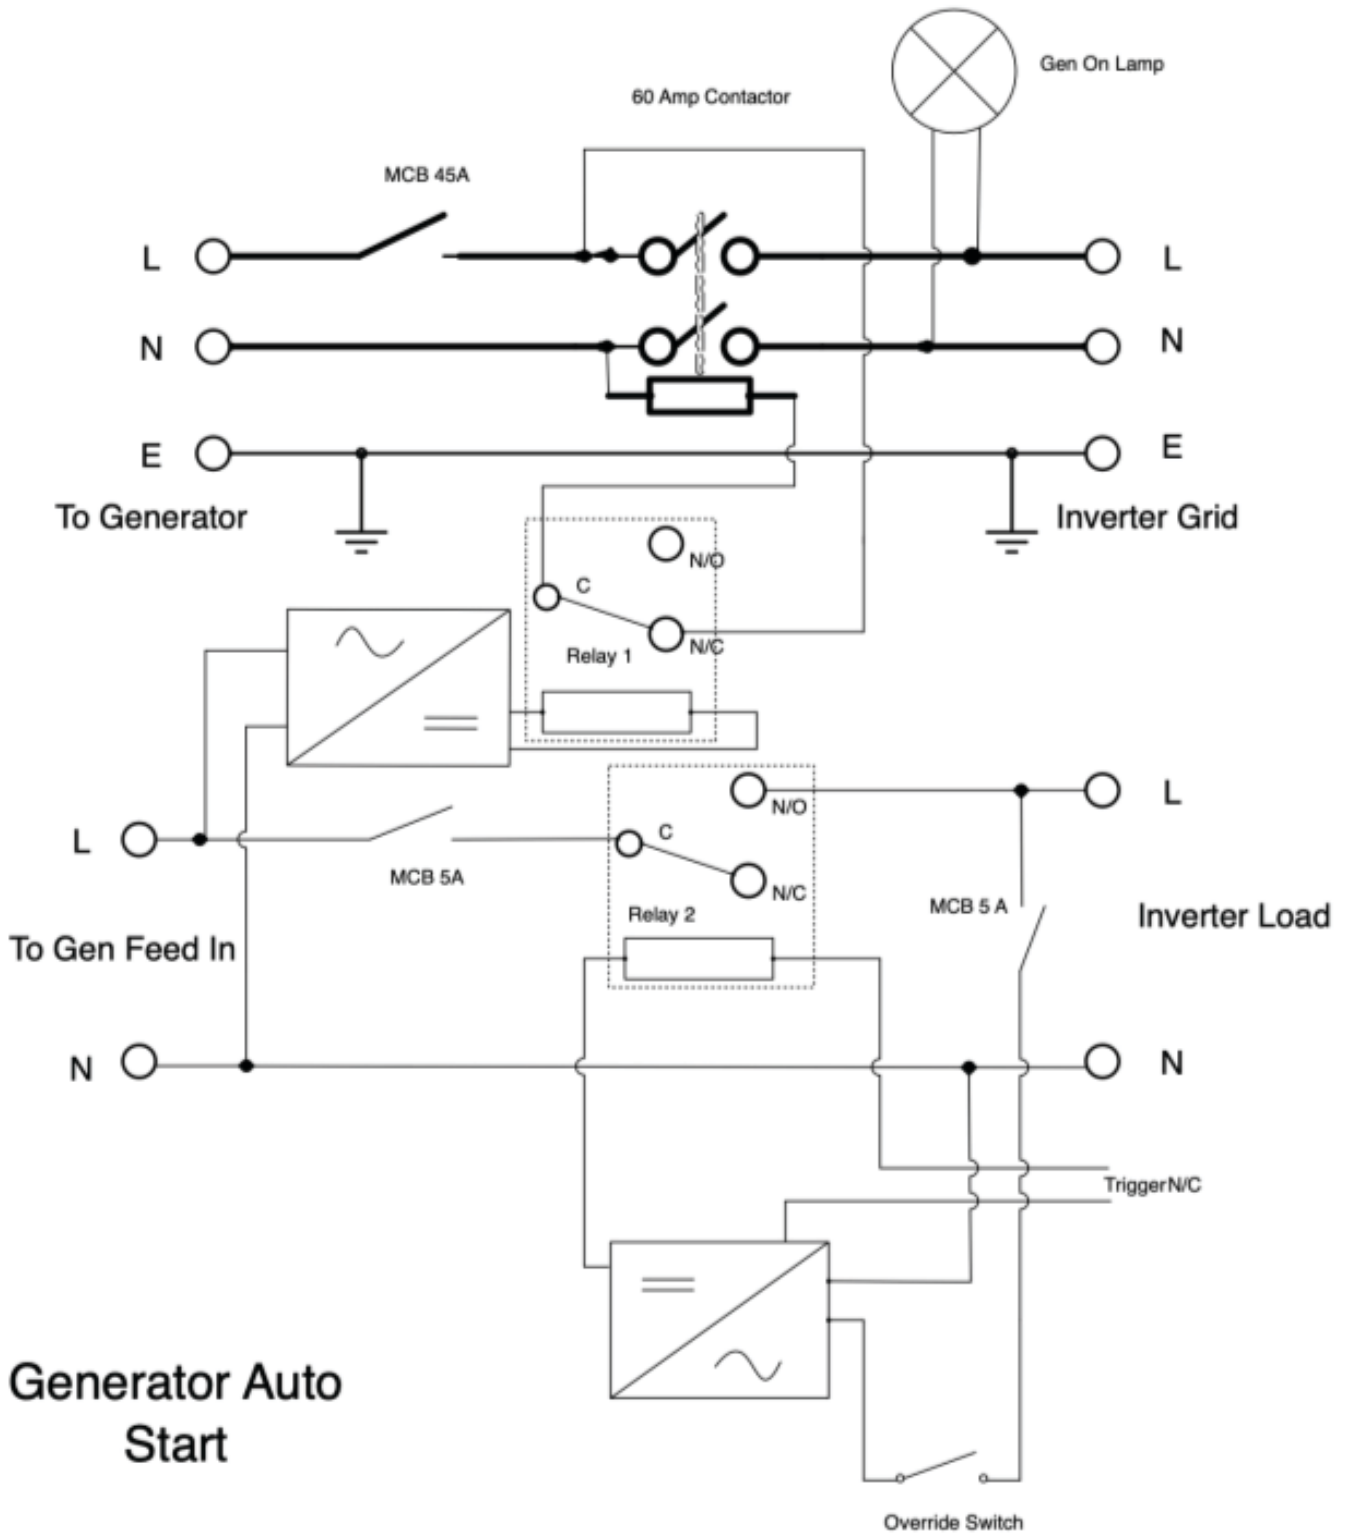 Gen On Lamp
60 Amp Contactor
MCB 45A
L
L
N
N
E
E
To Generator
Inverter Grid
N/O
C
N/C
Relay 1
N/O
L
L
C
MCB 5A
N/C
MCB 5 A
Relay 2
Inverter Load
To Gen Feed In
N
N
TriggerN/C
Generator Auto
Start
Override Switch